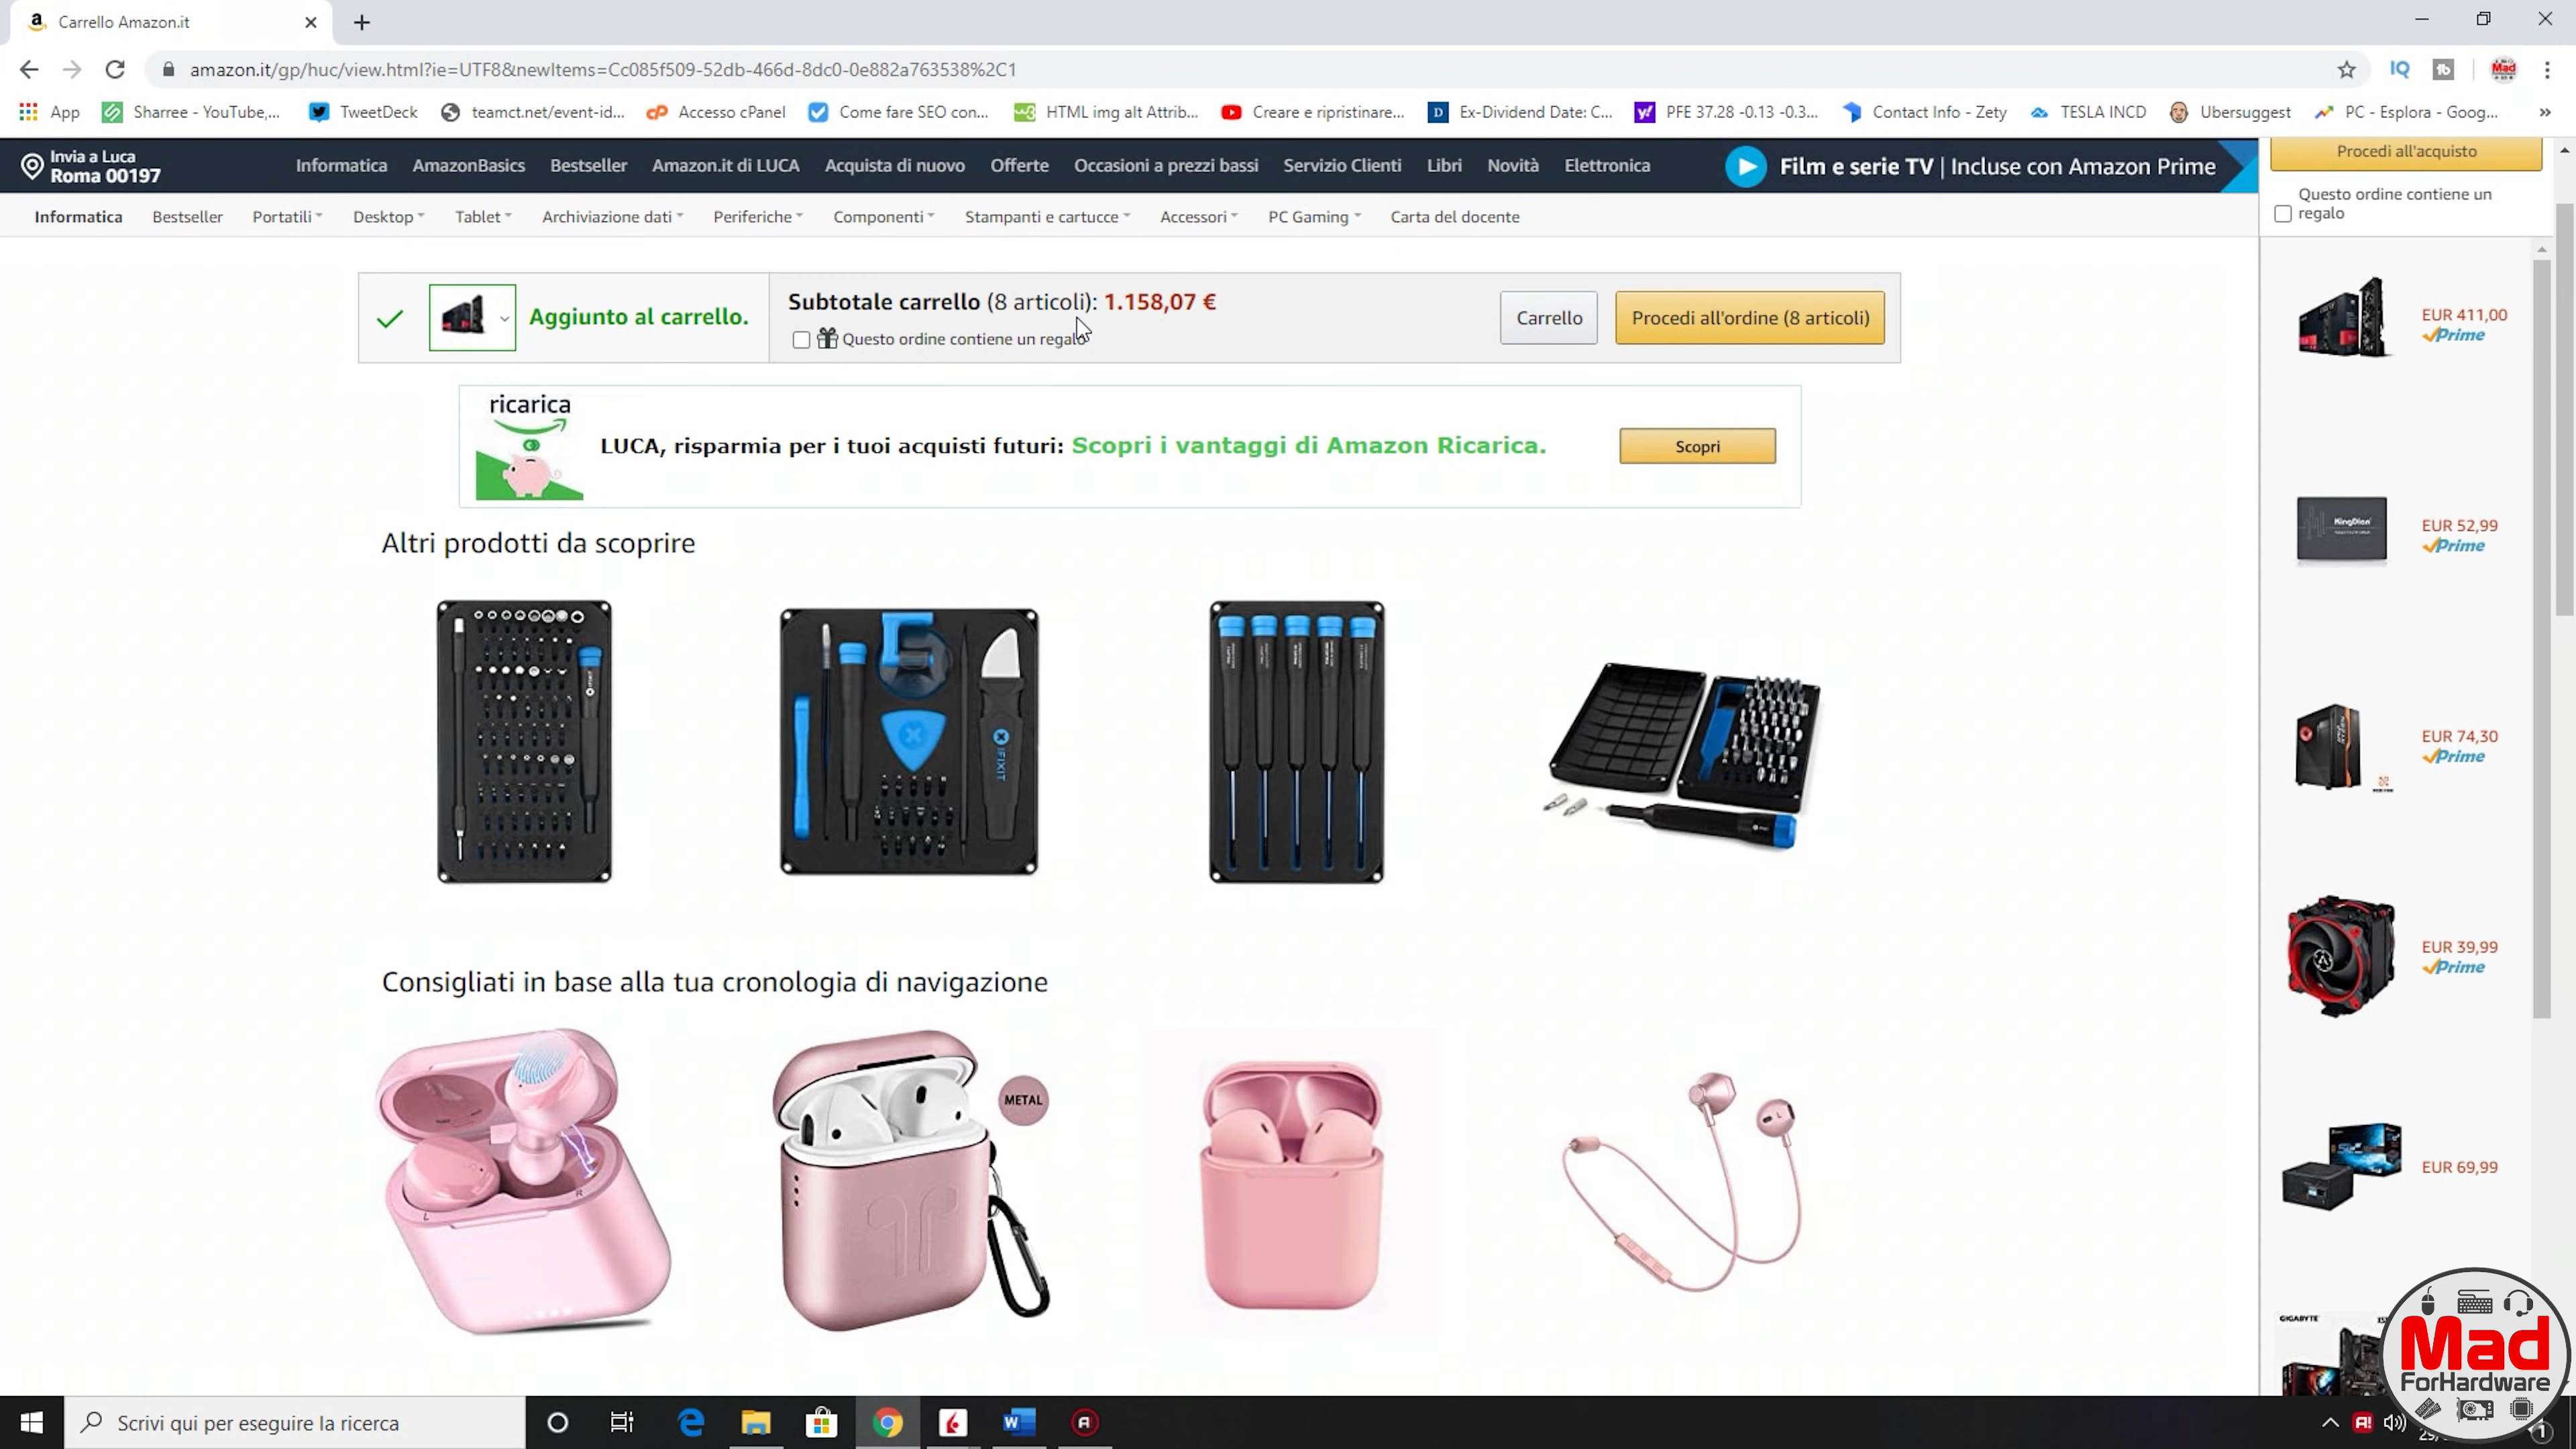 Carrello Amazon.it
amazon.it/gp/huc/view.html?ie=UTF8&newItems=Cc085f509-52db-466d-8dc0-0e882a763538%2C1
IQ
tb
Mad
App
Sharree - YouTube,...
TweetDeck
teamct.net/event-id...
Accesso cPanel
Come fare SEO con...
HTML img alt Attrib...
Creare e ripristinare...
Ex-Dividend Date: C...
PFE 37.28 -0.13 -0.3...
Contact Info - Zety
TESLA INCD
Ubersuggest
PC - Esplora - Goog...
Invia a Luca
Roma 00197
Informatica
AmazonBasics
Bestseller
Amazon.it di LUCA
Acquista di nuovo
Offerte
Occasioni a prezzi bassi
Servizio Clienti
Libri
Novità
Elettronica
Film e serie TV | Incluse con Amazon Prime
Procedi all'acquisto
Questo ordine contiene un
regalo
Informatica
Bestseller
Portatili
Desktop
Tablet
Archiviazione dati
Periferiche
Componenti
Stampanti e cartucce
Accessori
PC Gaming
Carta del docente
Aggiunto al carrello.
Subtotale carrello (8 articoli): 1.158,07 €
Questo ordine contiene un regalo
Carrello
Procedi all'ordine (8 articoli)
ricarica
LUCA, risparmia per i tuoi acquisti futuri: Scopri i vantaggi di Amazon Ricarica.
Scopri
Altri prodotti da scoprire
IFIXIT
Consigliati in base alla tua cronologia di navigazione
METAL
R
L
L
EUR 411,00
Prime
KingDian
EUR 52,99
Prime
EUR 74,30
Prime
EUR 39,99
Prime
EUR 69,99
GIGABYTE
Mad
ForHardware
Scrivi qui per eseguire la ricerca
1